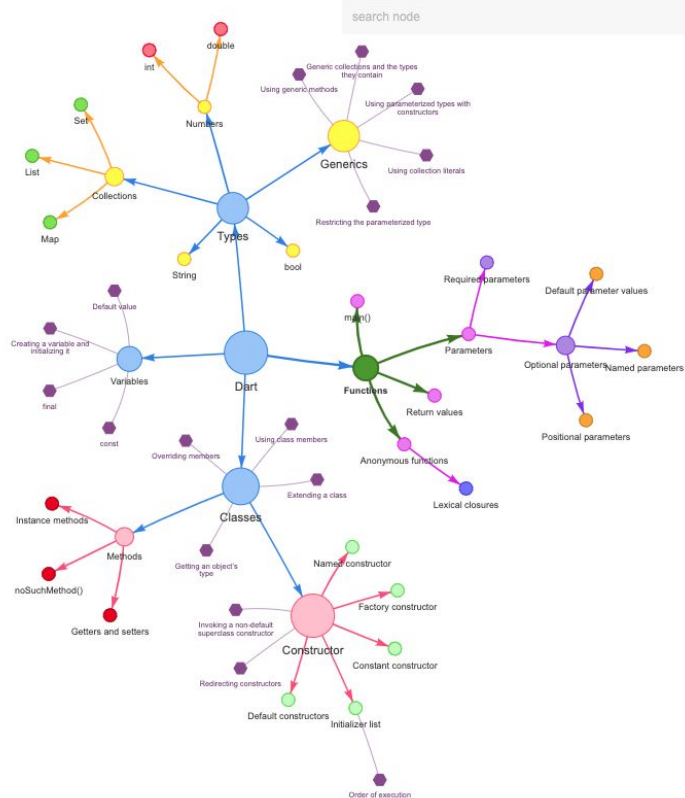 search node
double
int
Generic collections and the types
they contain
Using generic methods
Using parameterized types with
constructors
Numbers
Set
List
Generics
Using collection literals
Collections
Restricting the parameterized type
Map
Types
String
bool
Required parameters
Default parameter values
Default value
main()
Creating a variable and
initializing it
Variables
Dart
Parameters
Optional parameters
Named parameters
Functions
final
Return values
const
Positional parameters
Using class members
Overriding members
Anonymous functions
Extending a class
Lexical closures
Classes
Instance methods
Methods
Getting an object's
type
Named constructor
noSuchMethod()
Factory constructor
Getters and setters
Invoking a non-default
superclass constructor
Constructor
Constant constructor
Redirecting constructors
Default constructors
Initializer list
Order of execution